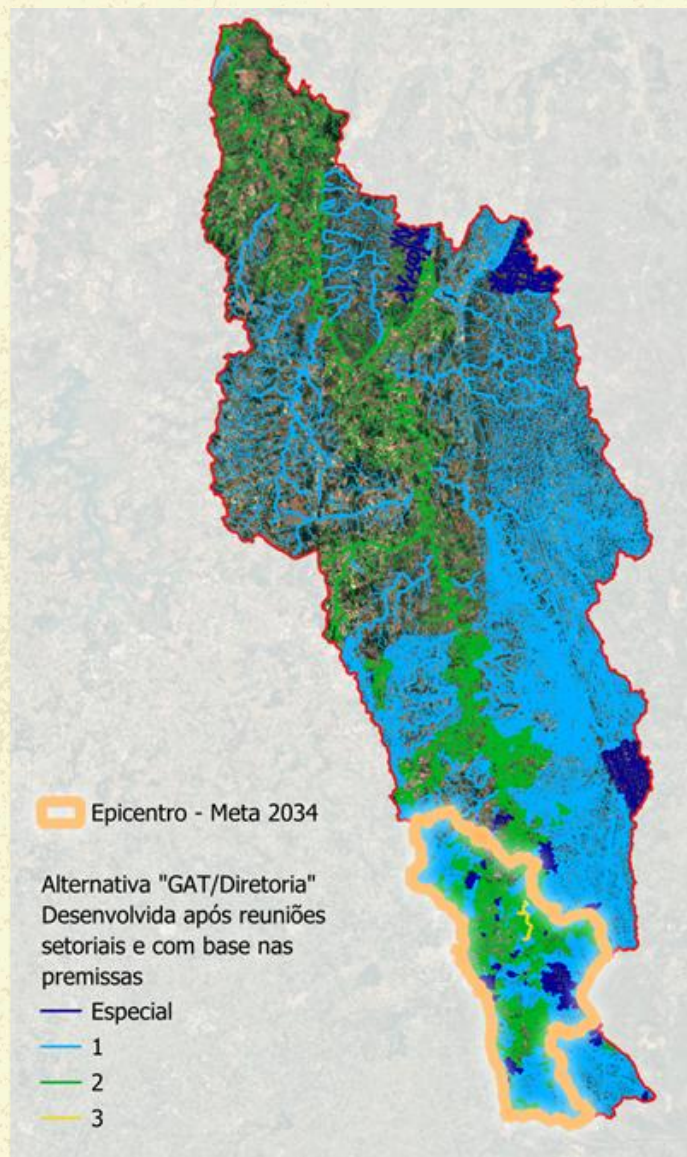 Epicentro - Meta 2034
Alternativa "GAT/Diretoria"
Desenvolvida após reuniões
setoriais e com base nas
premissas
Especial
1
2
3